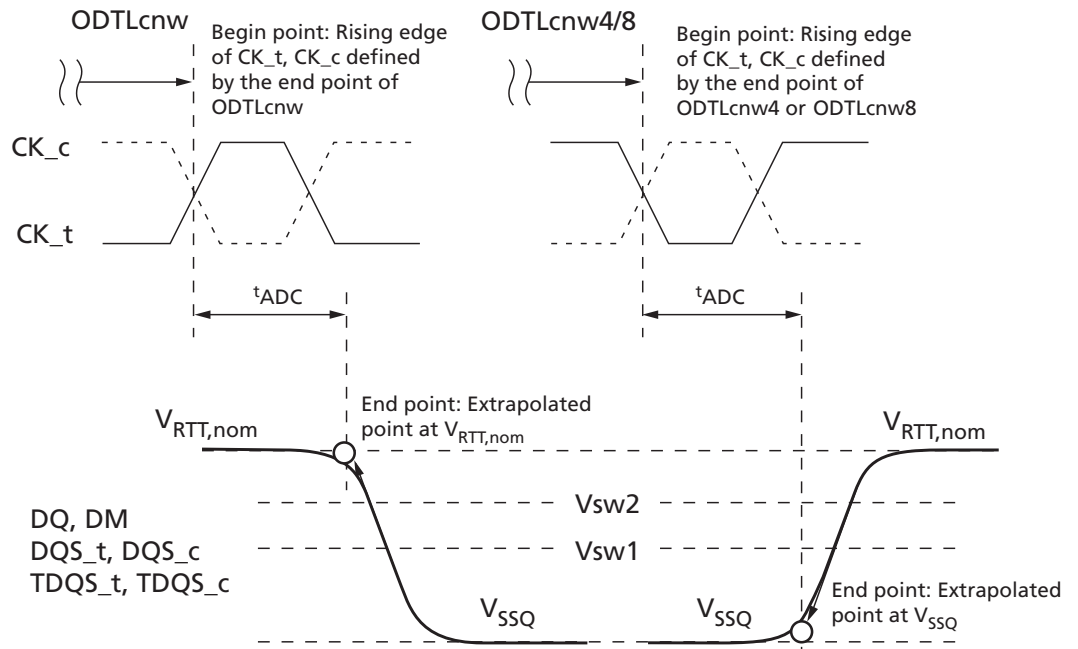 ODTLcnw
Begin point: Rising edge
of CK_t, CK_c defined
by the end point of
ODTLcnw
ODTLcnw4/8
Begin point: Rising edge
of CK_t, CK_c defined
by the end point of
ODTLcnw4 or ODTLcnw8
CK_c
CK_t
tADC
tADC
VRTT,nom
End point: Extrapolated
point at VRTT,nom
VRTT,nom
Vsw2
Vsw1
DQ, DM
DQS_t, DQS_c
TDQS_t, TDQS_c
VSSQ
VSSQ
End point: Extrapolated
point at VSSQ